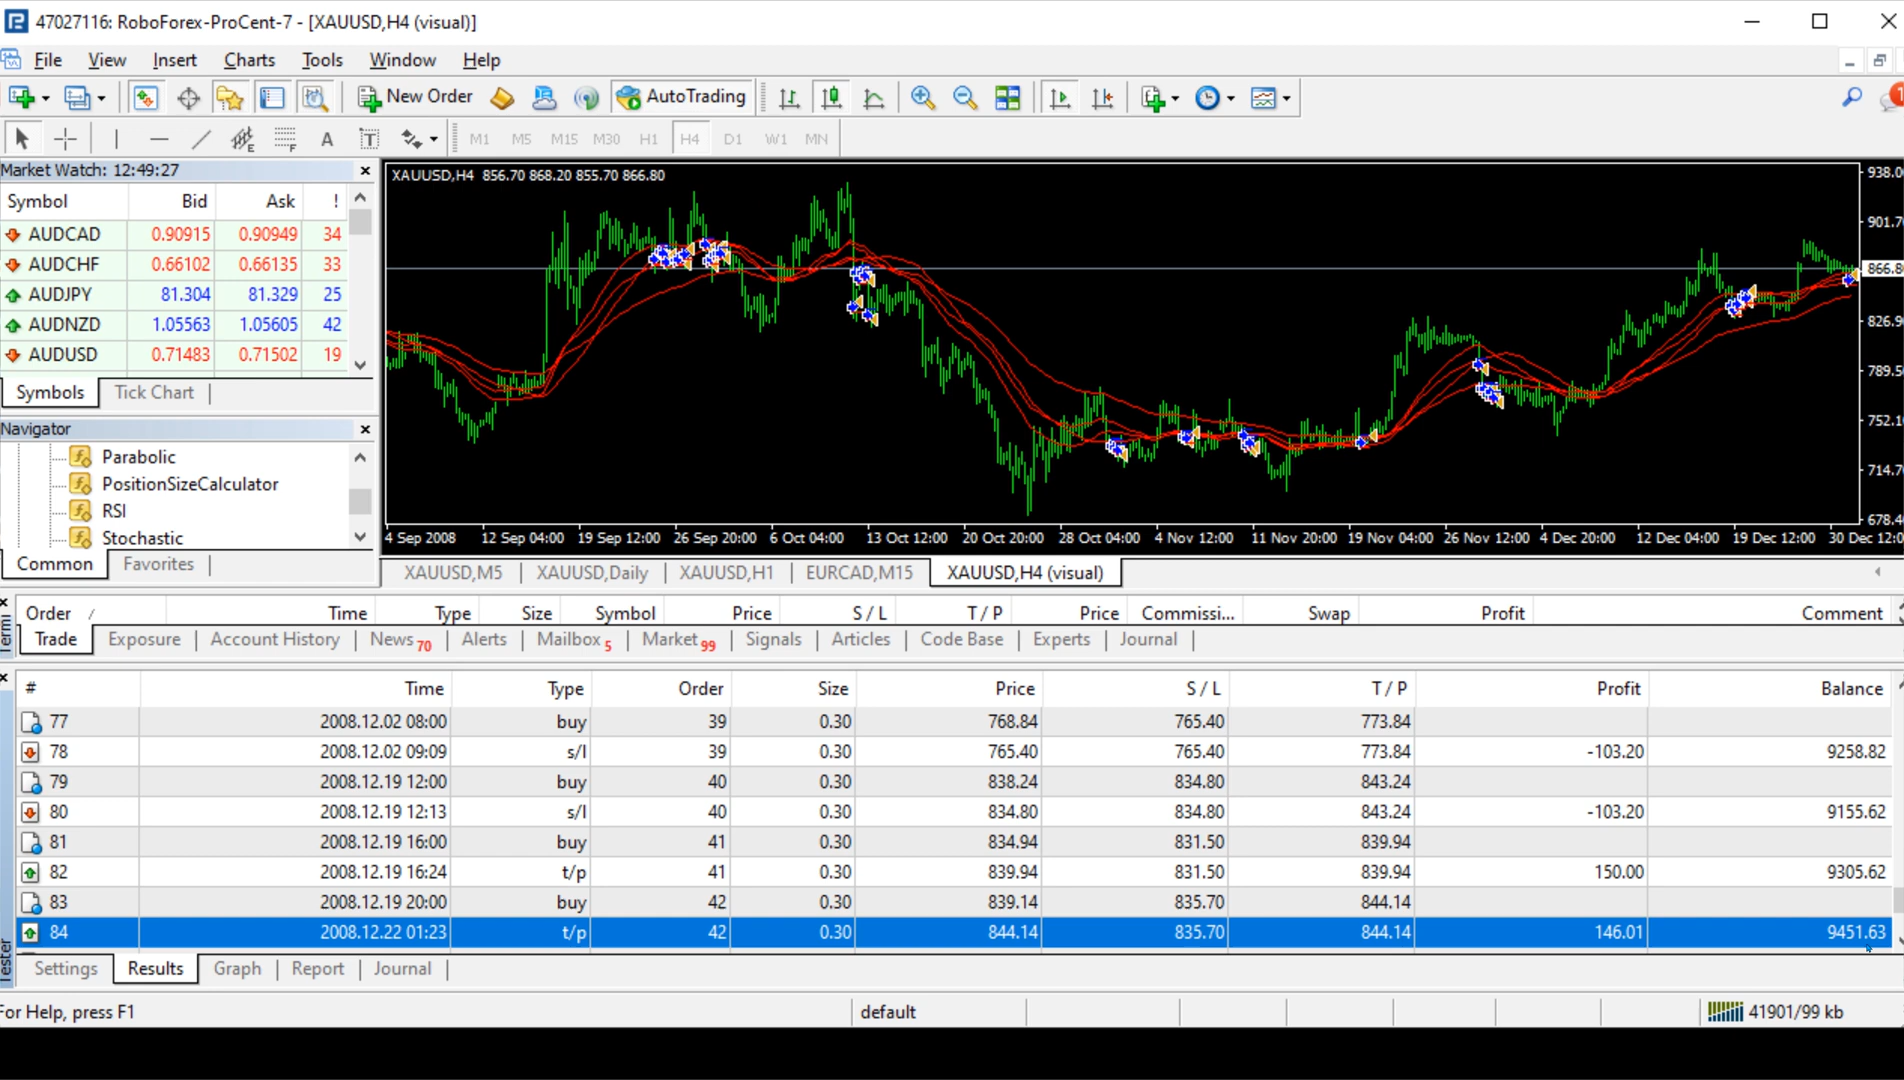 47027116: RoboForex-ProCent-7 - [XAUUSD,H4 (visual)]
File View Insert Charts Tools Window Help
New Order AutoTrading 1
E F A T M1 M5 M15 M30 H1 H4 D1 W1 MN
Market Watch: 12:49:27
Symbol Bid Ask !
AUDCAD 0.90915 0.90949 34
AUDCHF 0.66102 0.66135 33
AUDJPY 81.304 81.329 25
AUDNZD 1.05563 1.05605 42
AUDUSD 0.71483 0.71502 19
Symbols Tick Chart
Navigator
Parabolic
PositionSizeCalculator
RSI
Stochastic
Common Favorites
XAUUSD,H4 856.70 868.20 855.70 866.80
938.0
901.7
866.8
826.9
789.5
752.1
714.7
678.4
4 Sep 2008 12 Sep 04:00 19 Sep 12:00 26 Sep 20:00 6 Oct 04:00 13 Oct 12:00 20 Oct 20:00 28 Oct 04:00 4 Nov 12:00 11 Nov 20:00 19 Nov 04:00 26 Nov 12:00 4 Dec 20:00 12 Dec 04:00 19 Dec 12:00 30 Dec 12:0
XAUUSD,M5 XAUUSD,Daily XAUUSD,H1 EURCAD,M15 XAUUSD,H4 (visual)
Order / Time Type Size Symbol Price S / L T / P Price Commissi... Swap Profit Comment
Trade Exposure Account History News 70 Alerts Mailbox 5 Market 99 Signals Articles Code Base Experts Journal
Termi
# Time Type Order Size Price S / L T / P Profit Balance
77 2008.12.02 08:00 buy 39 0.30 768.84 765.40 773.84
78 2008.12.02 09:09 s/l 39 0.30 765.40 765.40 773.84 -103.20 9258.82
79 2008.12.19 12:00 buy 40 0.30 838.24 834.80 843.24
80 2008.12.19 12:13 s/l 40 0.30 834.80 834.80 843.24 -103.20 9155.62
81 2008.12.19 16:00 buy 41 0.30 834.94 831.50 839.94
82 2008.12.19 16:24 t/p 41 0.30 839.94 831.50 839.94 150.00 9305.62
83 2008.12.19 20:00 buy 42 0.30 839.14 835.70 844.14
84 2008.12.22 01:23 t/p 42 0.30 844.14 835.70 844.14 146.01 9451.63
Tester
Settings Results Graph Report Journal
For Help, press F1 default 41901/99 kb